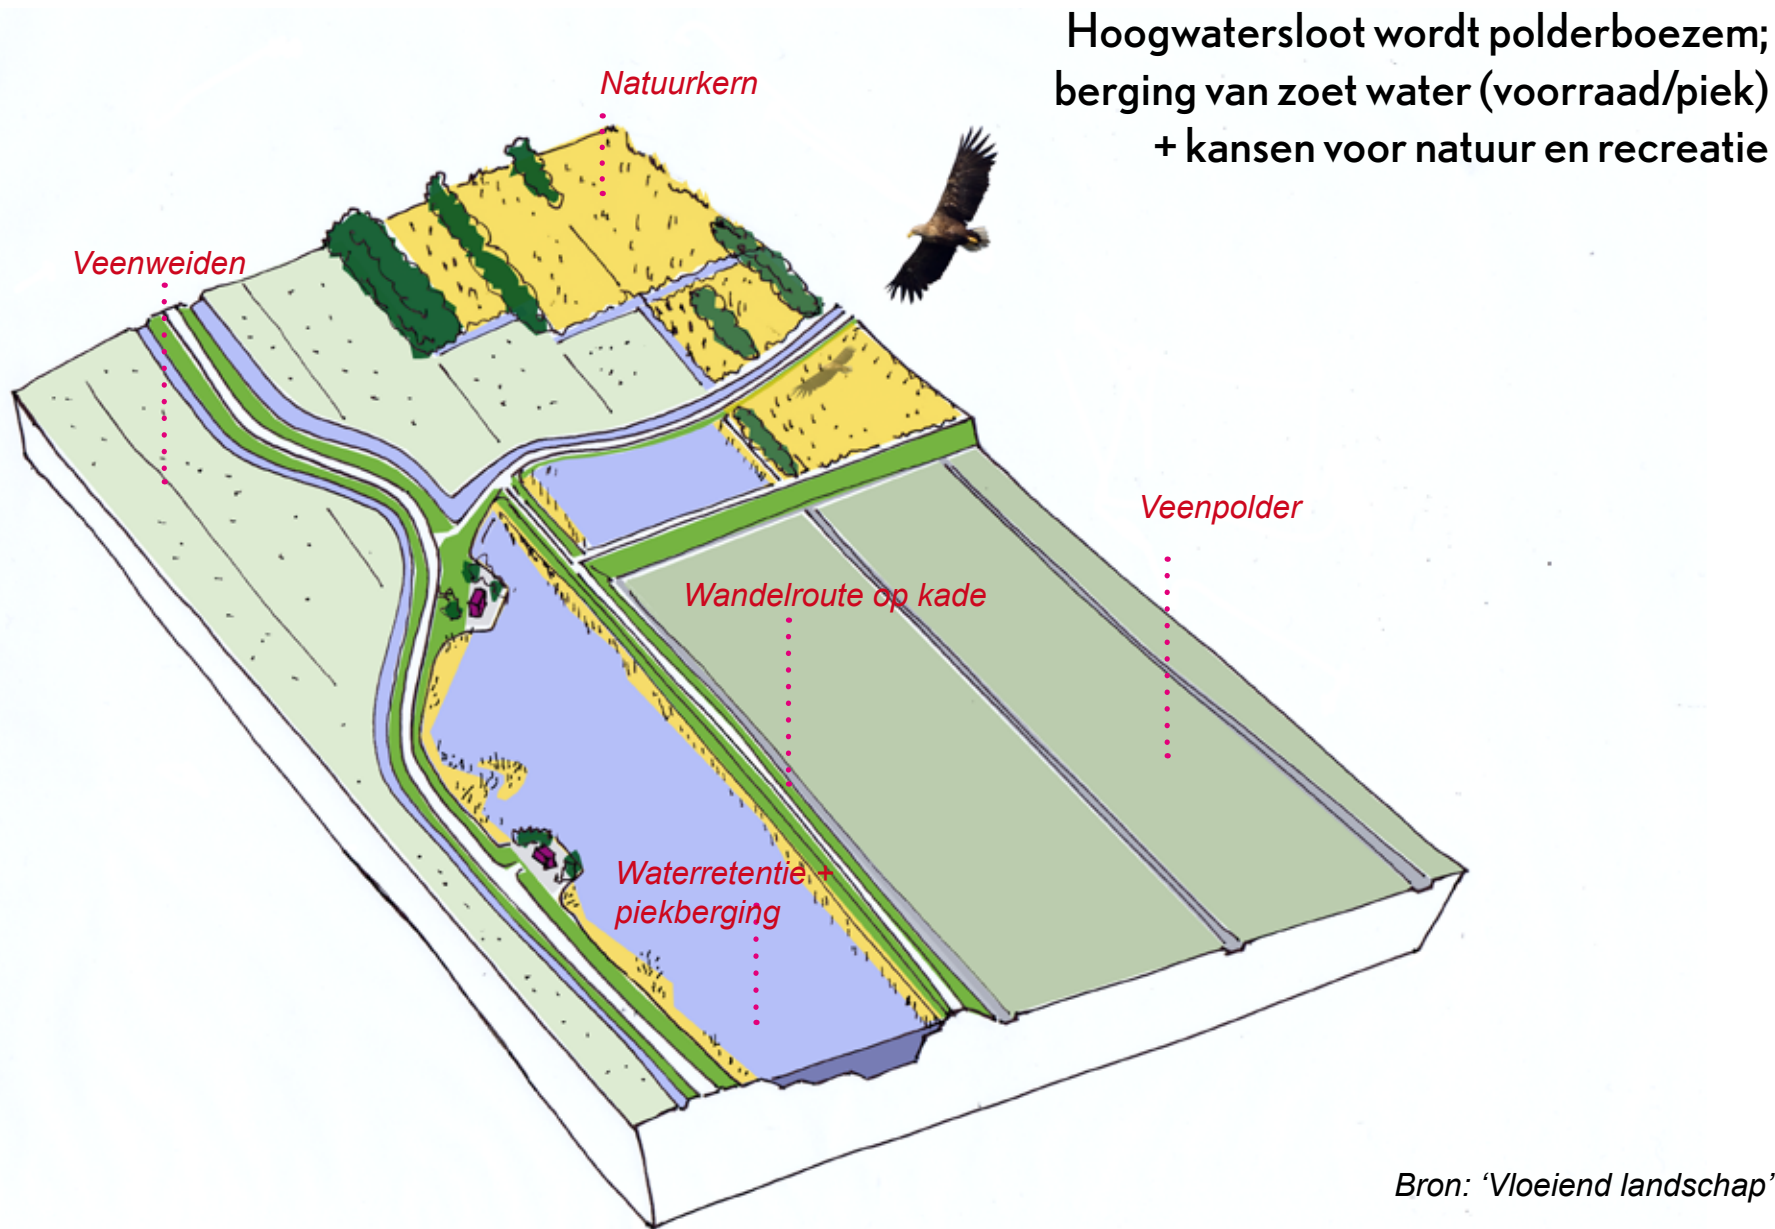 Hoogwatersloot wordt polderboezem;
berging van zoet water (voorraad/piek)
+ kansen voor natuur en recreatie
Natuurkern
Veenweiden
Veenpolder
Wandelroute op kade
Waterretentie +
piekberging
Bron: ‘Vloeiend landschap’